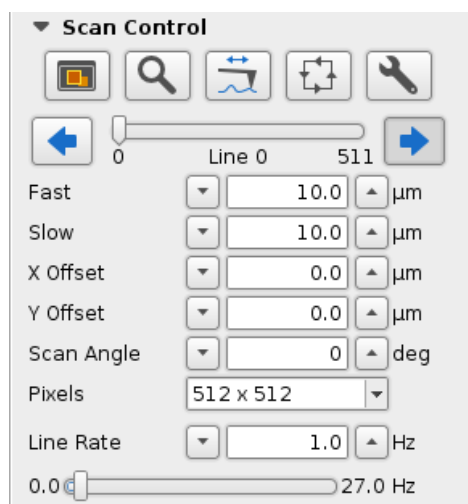 Scan Control
0 Line 0 511
Fast 10.0 µm
Slow 10.0 µm
X Offset 0.0 µm
Y Offset 0.0 µm
Scan Angle 0 deg
Pixels 512 x 512
Line Rate 1.0 Hz
0.0 27.0 Hz